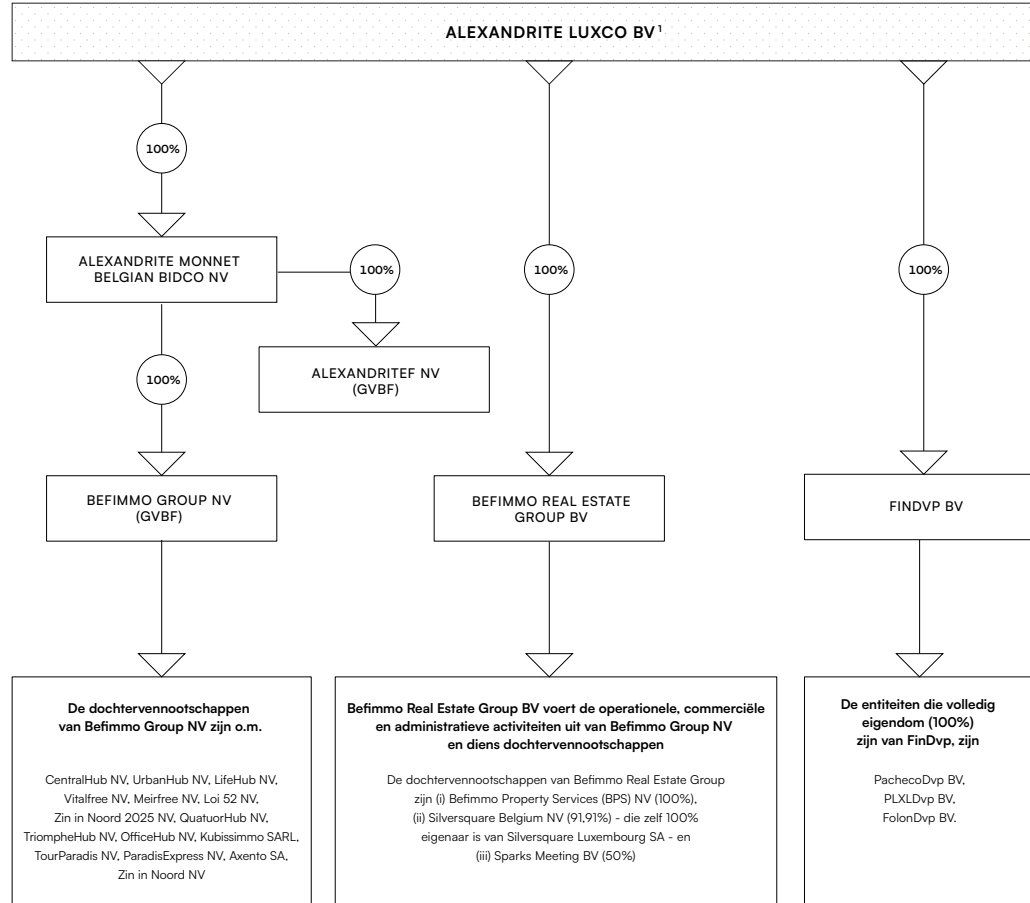 ALEXANDRITE LUXCO BV¹
100%
ALEXANDRITE MONNET
BELGIAN BIDCO NV
100%
100%
100%
ALEXANDRITEF NV
(GVBF)
100%
BEFIMMO GROUP NV
(GVBF)
BEFIMMO REAL ESTATE
GROUP BV
FINDVP BV
De dochtervennootschappen
van Befimmo Group NV zijn o.m.
CentralHub NV, UrbanHub NV, LifeHub NV,
Vitalfree NV, Meirfree NV, Loi 52 NV,
Zin in Noord 2025 NV, QuatuorHub NV,
TriompheHub NV, OfficeHub NV, Kubissimmo SARL,
TourParadis NV, ParadisExpress NV, Axento SA,
Zin in Noord NV
Befimmo Real Estate Group BV voert de operationele, commerciële
en administratieve activiteiten uit van Befimmo Group NV
en diens dochtervennootschappen
De dochtervennootschappen van Befimmo Real Estate Group
zijn (i) Befimmo Property Services (BPS) NV (100%),
(ii) Silversquare Belgium NV (91,91%) - die zelf 100%
eigenaar is van Silversquare Luxembourg SA - en
(iii) Sparks Meeting BV (50%)
De entiteiten die volledig
eigendom (100%)
zijn van FinDvp, zijn
PachecoDvp BV,
PLXLDvp BV,
FolonDvp BV.